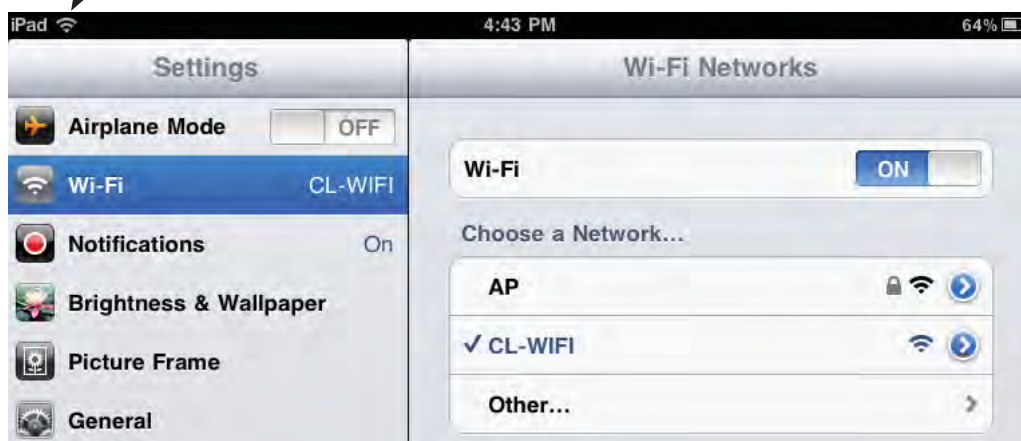 iPad 4:43 PM 64%
Settings
Airplane Mode OFF
Wi-Fi CL-WIFI
Notifications On
Brightness & Wallpaper
Picture Frame
General
Wi-Fi Networks
Wi-Fi ON
Choose a Network...
AP
CL-WIFI
Other...